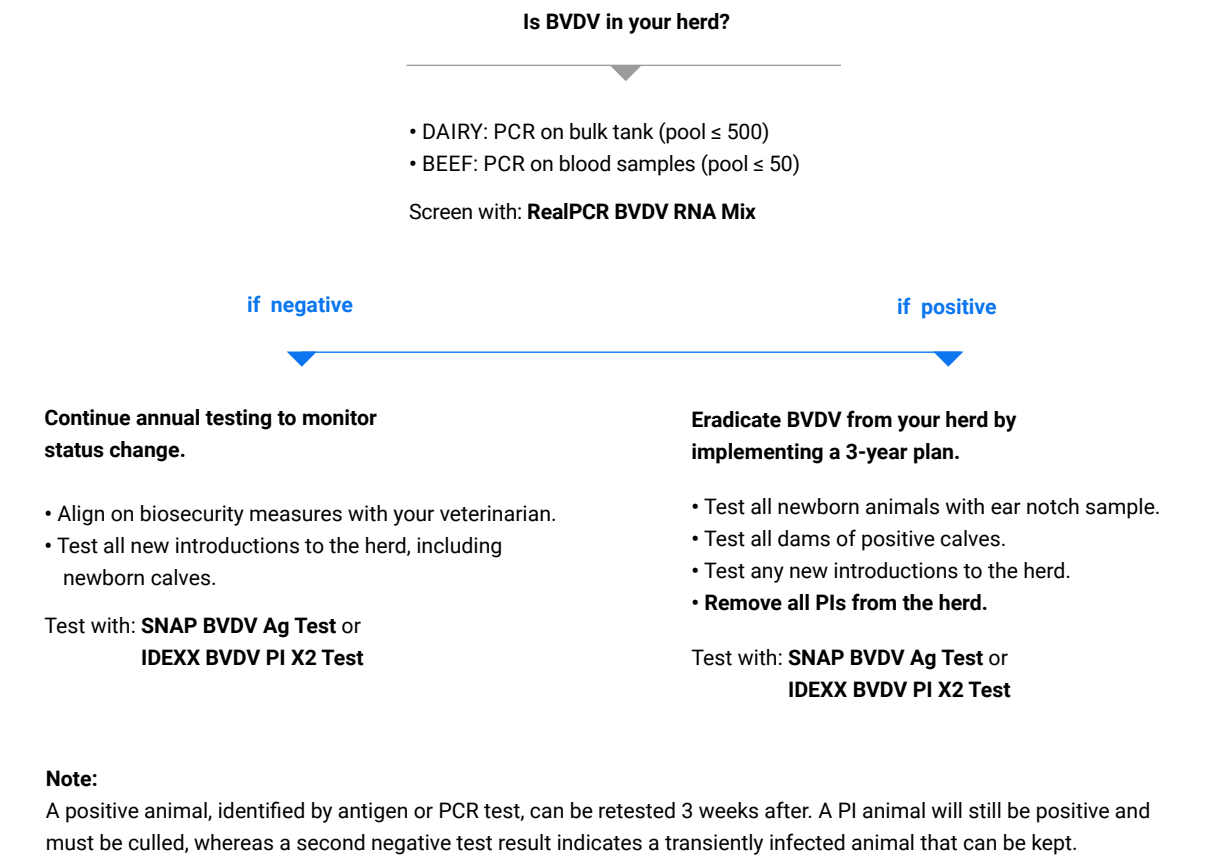 Is BVDV in your herd?
• DAIRY: PCR on bulk tank (pool ≤ 500)
• BEEF: PCR on blood samples (pool ≤ 50)
Screen with: RealPCR BVDV RNA Mix
if negative
if positive
Continue annual testing to monitor
status change.
• Align on biosecurity measures with your veterinarian.
• Test all new introductions to the herd, including
newborn calves.
Test with: SNAP BVDV Ag Test or
IDEXX BVDV PI X2 Test
Eradicate BVDV from your herd by
implementing a 3-year plan.
• Test all newborn animals with ear notch sample.
• Test all dams of positive calves.
• Test any new introductions to the herd.
• Remove all PIs from the herd.
Test with: SNAP BVDV Ag Test or
IDEXX BVDV PI X2 Test
Note:
A positive animal, identified by antigen or PCR test, can be retested 3 weeks after. A PI animal will still be positive and
must be culled, whereas a second negative test result indicates a transiently infected animal that can be kept.